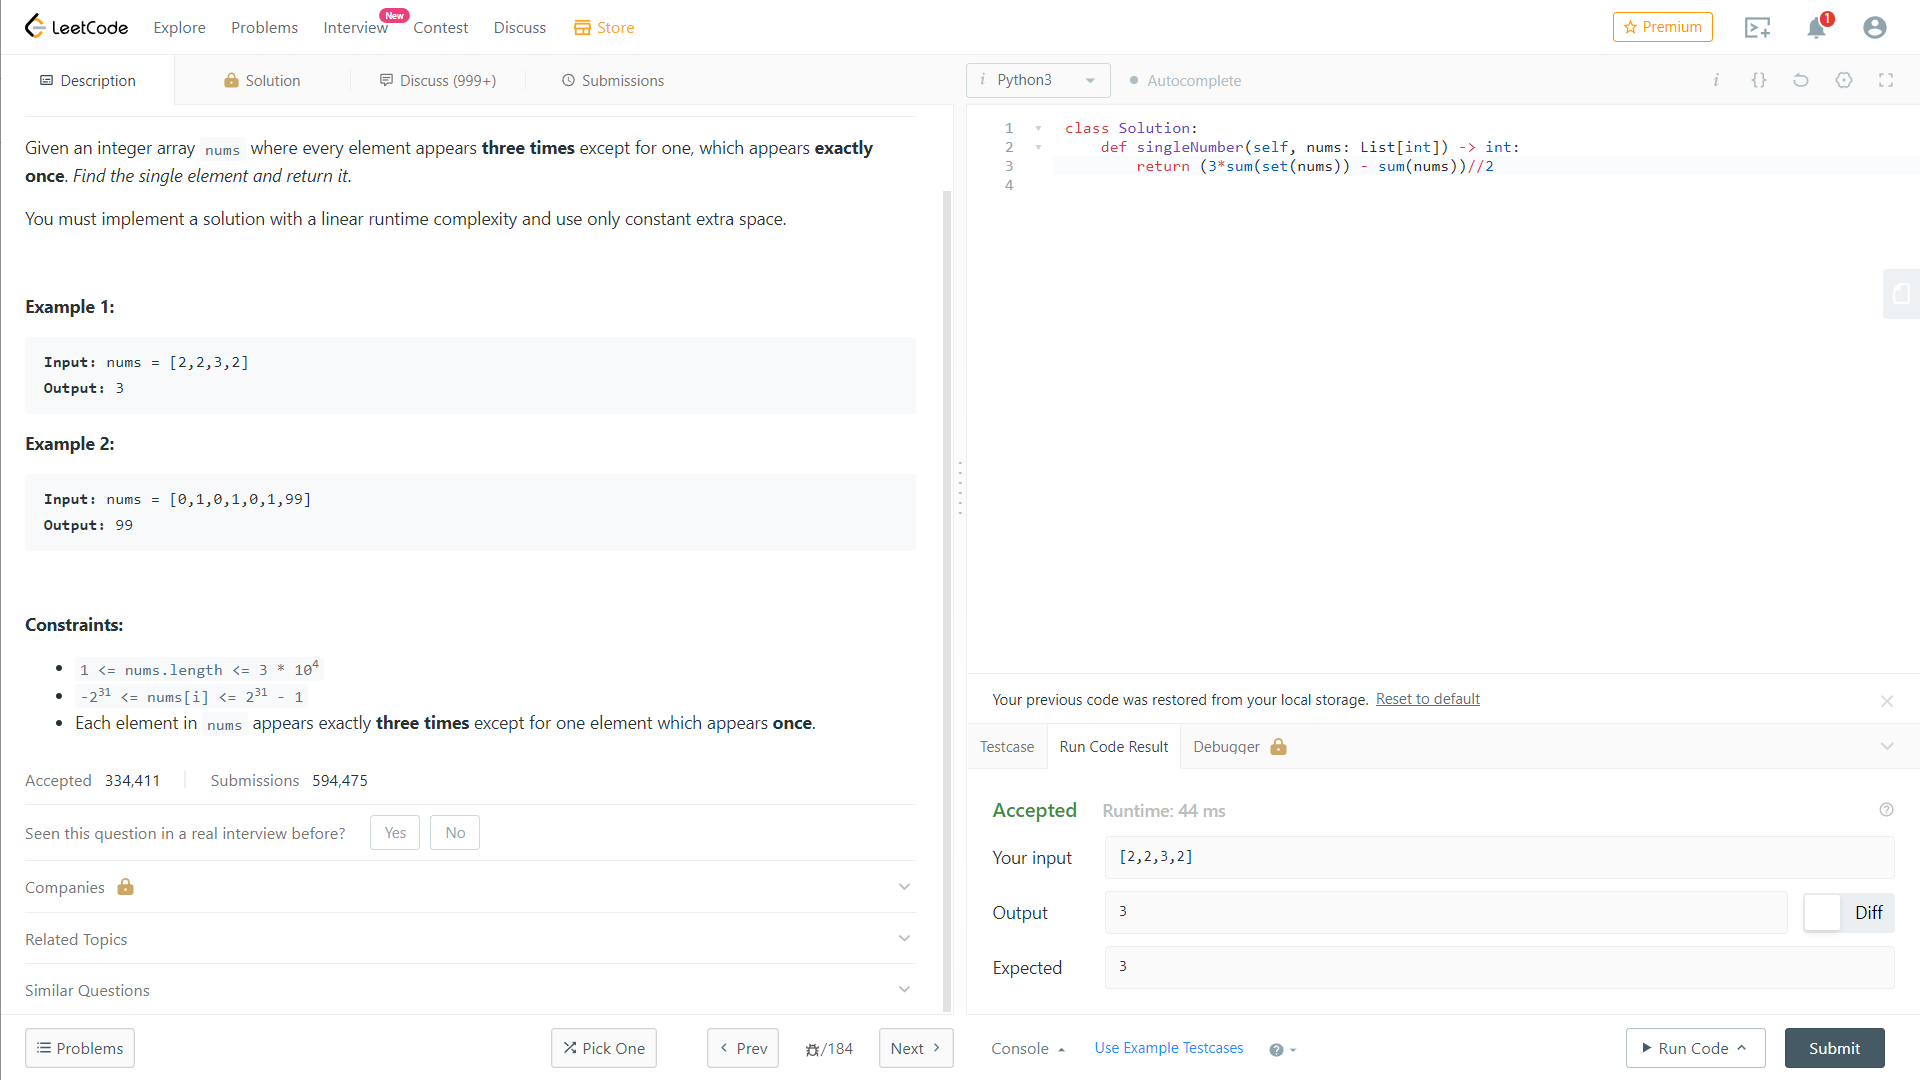 LeetCode Explore Problems Interview New Contest Discuss Store Premium 1
Description Solution Discuss (999+) Submissions
Given an integer array nums where every element appears three times except for one, which appears exactly
once. Find the single element and return it.
You must implement a solution with a linear runtime complexity and use only constant extra space.
Example 1:
Input: nums = [2,2,3,2]
Output: 3
Example 2:
Input: nums = [0,1,0,1,0,1,99]
Output: 99
Constraints:
1 <= nums.length <= 3 * 10^4
-2^31 <= nums[i] <= 2^31 - 1
Each element in nums appears exactly three times except for one element which appears once.
Accepted 334,411 Submissions 594,475
Seen this question in a real interview before? Yes No
Companies
Related Topics
Similar Questions
Problems Pick One Prev /184 Next
i Python3 Autocomplete i {}
1 class Solution:
2 def singleNumber(self, nums: List[int]) -> int:
3 return (3*sum(set(nums)) - sum(nums))//2
4
Your previous code was restored from your local storage. Reset to default
Testcase Run Code Result Debugger
Accepted Runtime: 44 ms
Your input [2,2,3,2]
Output 3 Diff
Expected 3
Console Use Example Testcases Run Code Submit